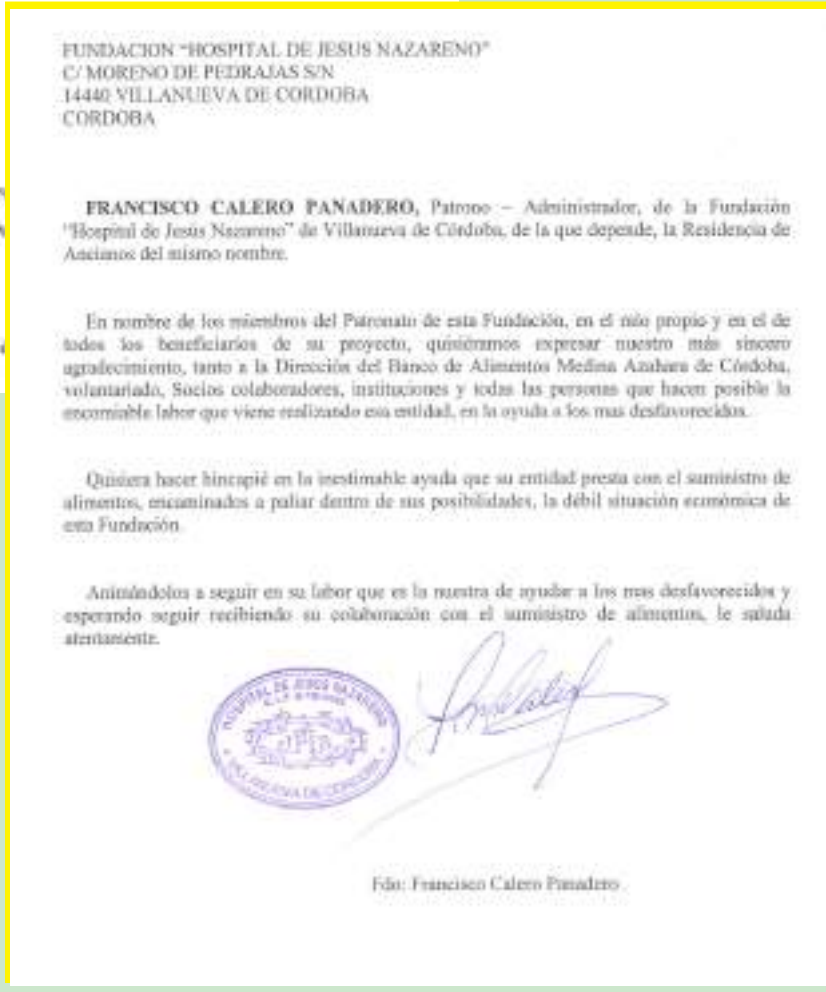 FUNDACION "HOSPITAL DE JESUS NAZARENO"
C/ MORENO DE PEDRAJAS S/N
14440 VILLANUEVA DE CORDOBA
CORDOBA
FRANCISCO CALERO PANADERO, Patrono – Administrador, de la Fundación
"Hospital de Jesús Nazareno" de Villanueva de Córdoba, de la que depende, la Residencia de
Ancianos del mismo nombre.
En nombre de los miembros del Patronato de esta Fundación, en el mío propio y en el de
todos los beneficiarios de su proyecto, quisiéramos expresar nuestro más sincero
agradecimiento, tanto a la Dirección del Banco de Alimentos Medina Azahara de Córdoba,
voluntariado, Socios colaboradores, instituciones y todas las personas que hacen posible la
encomiable labor que viene realizando esa entidad, en la ayuda a los mas desfavorecidos.
Quisiera hacer hincapié en la inestimable ayuda que su entidad presta con el suministro de
alimentos, encaminados a paliar dentro de sus posibilidades, la débil situación económica de
esta Fundación.
Animándolos a seguir en su labor que es la nuestra de ayudar a los mas desfavorecidos y
esperando seguir recibiendo su colaboración con el suministro de alimentos, le saluda
atentamente.
HOSPITAL DE JESUS NAZARENO
VILLANUEVA DE CORDOBA
Fdo: Francisco Calero Panadero